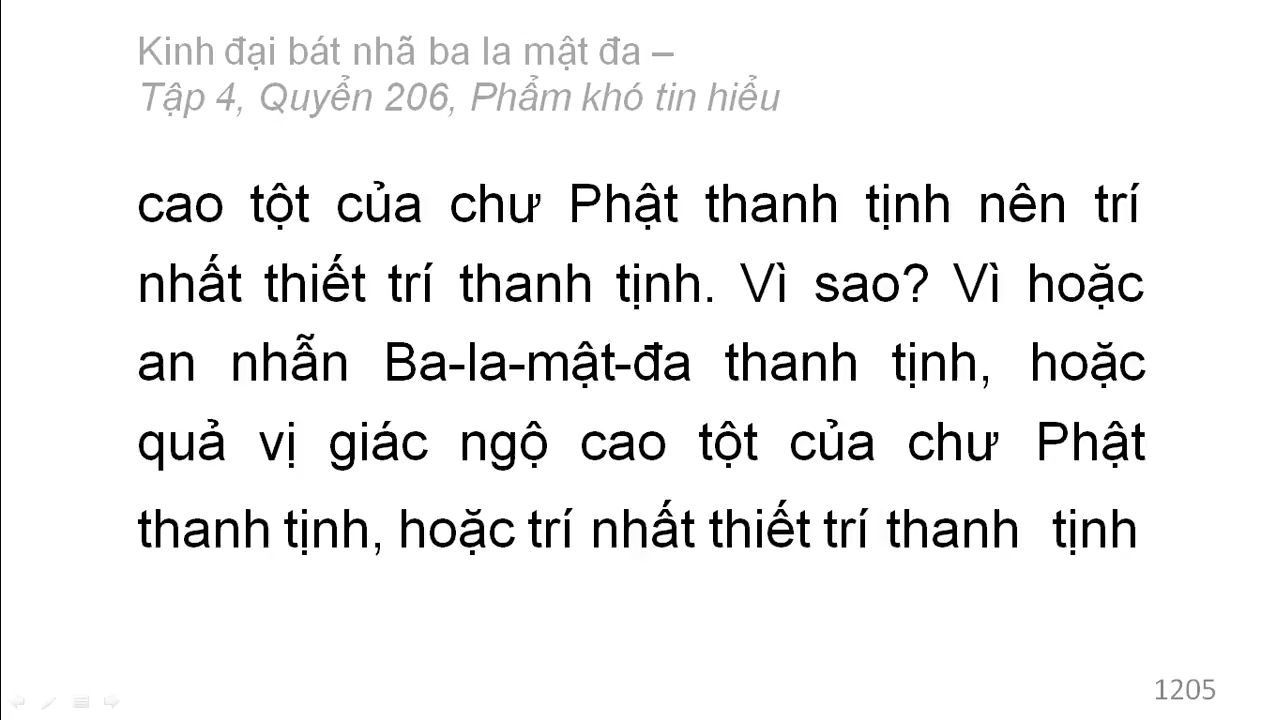 Kinh đại bát nhã ba la mật đa –
Tập 4, Quyển 206, Phẩm khó tin hiểu
cao tột của chư Phật thanh tịnh nên trí
nhất thiết trí thanh tịnh. Vì sao? Vì hoặc
an nhẫn Ba-la-mật-đa thanh tịnh, hoặc
quả vị giác ngộ cao tột của chư Phật
thanh tịnh, hoặc trí nhất thiết trí thanh tịnh
1205